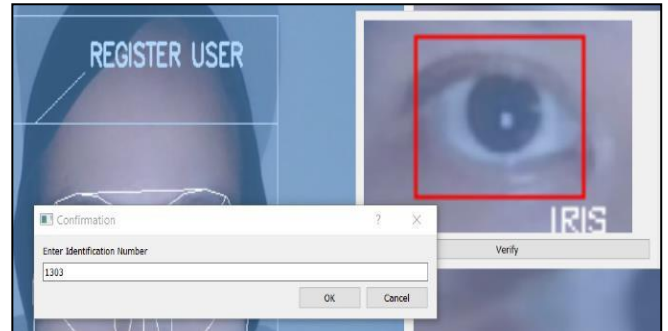 REGISTER USER
IRIS
Verify
Confirmation
? X
Enter Identification Number
1303
OK Cancel